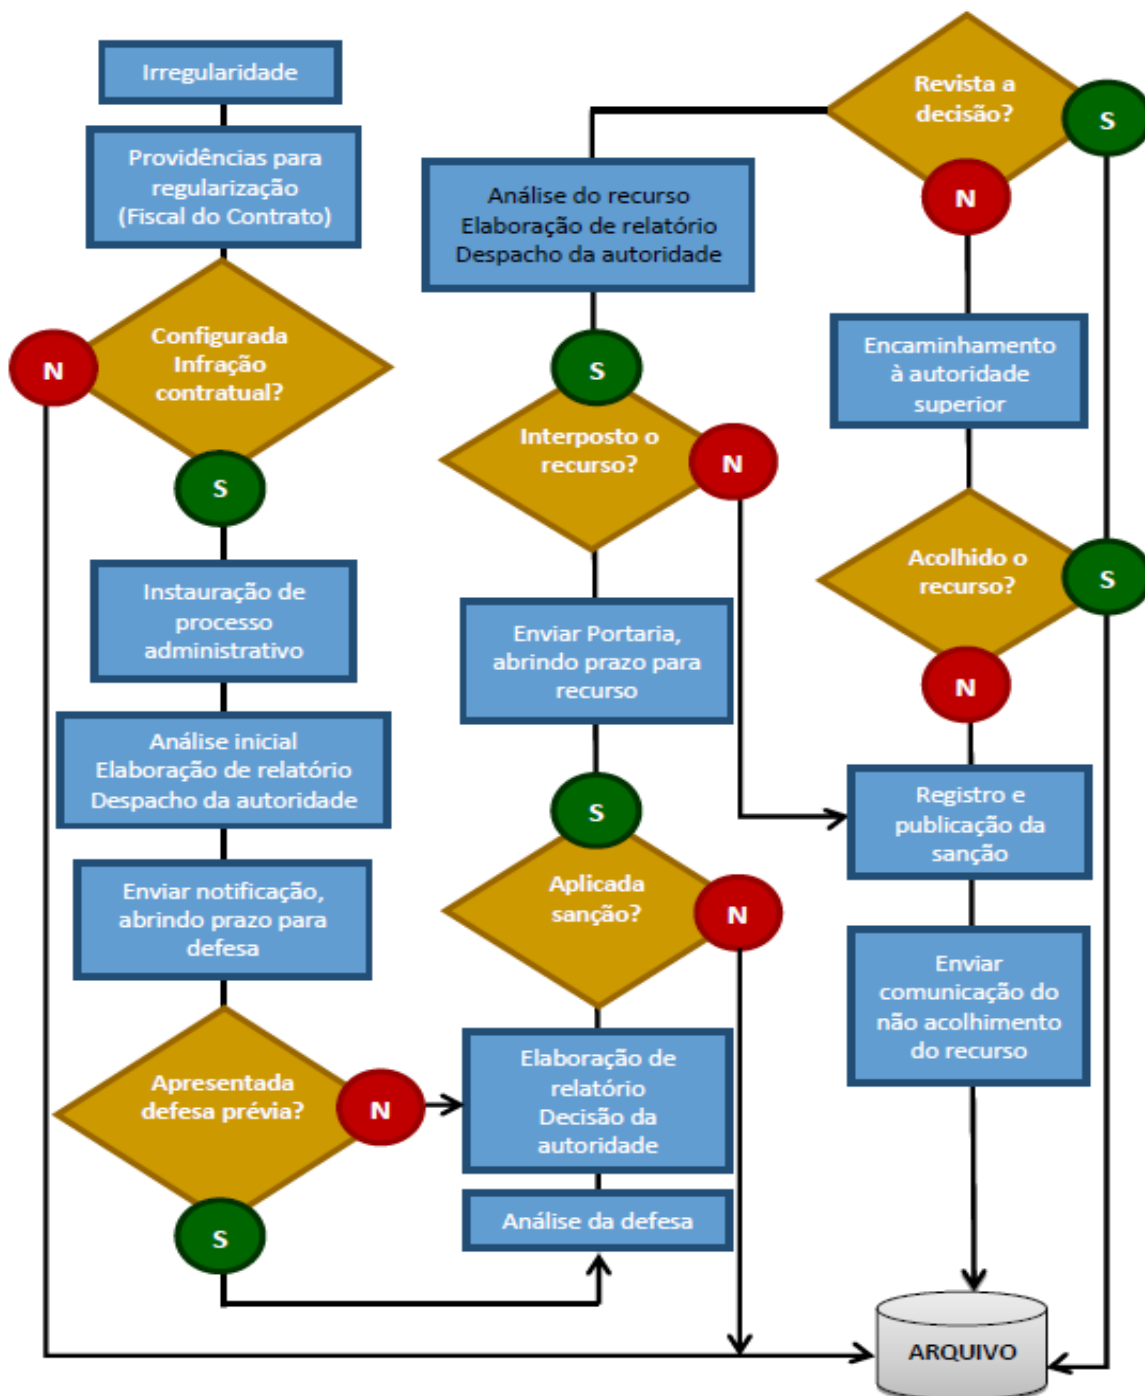 Irregularidade
Providências para
regularização
(Fiscal do Contrato)
Configurada
Infração
contratual?
N
S
Instauração de
processo
administrativo
Análise inicial
Elaboração de relatório
Despacho da autoridade
Enviar notificação,
abrindo prazo para
defesa
Apresentada
defesa prévia?
N
S
Análise da defesa
Elaboração de
relatório
Decisão da
autoridade
Aplicada
sanção?
N
S
Enviar Portaria,
abrindo prazo para
recurso
Interposto o
recurso?
N
S
Análise do recurso
Elaboração de relatório
Despacho da autoridade
Revista a
decisão?
S
N
Encaminhamento
à autoridade
superior
Acolhido o
recurso?
S
N
Registro e
publicação da
sanção
Enviar
comunicação do
não acolhimento
do recurso
ARQUIVO